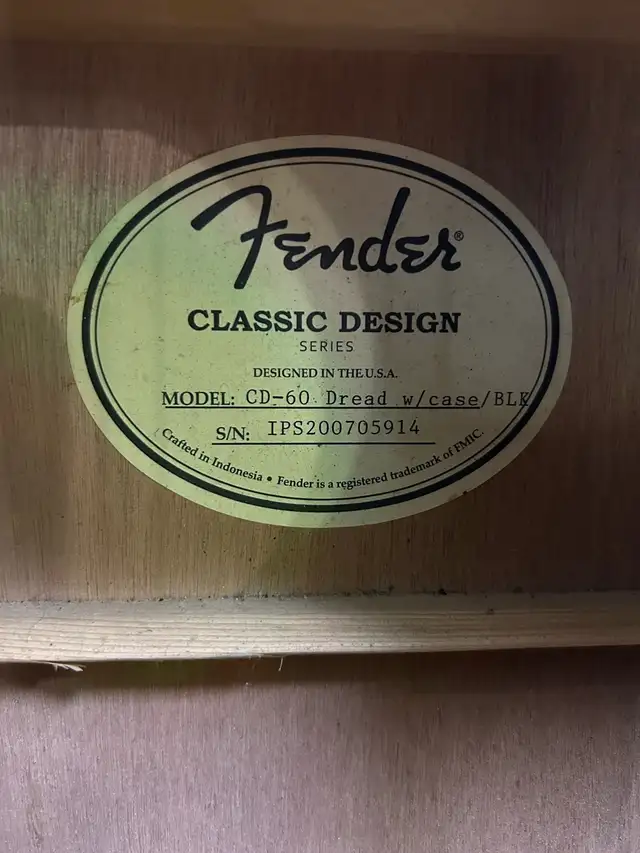 Fender®
CLASSIC DESIGN
SERIES
DESIGNED IN THE U.S.A.
MODEL: CD-60 Dread w/case/BLK
S/N: IPS200705914
Crafted in Indonesia • Fender is a registered trademark of FMIC.